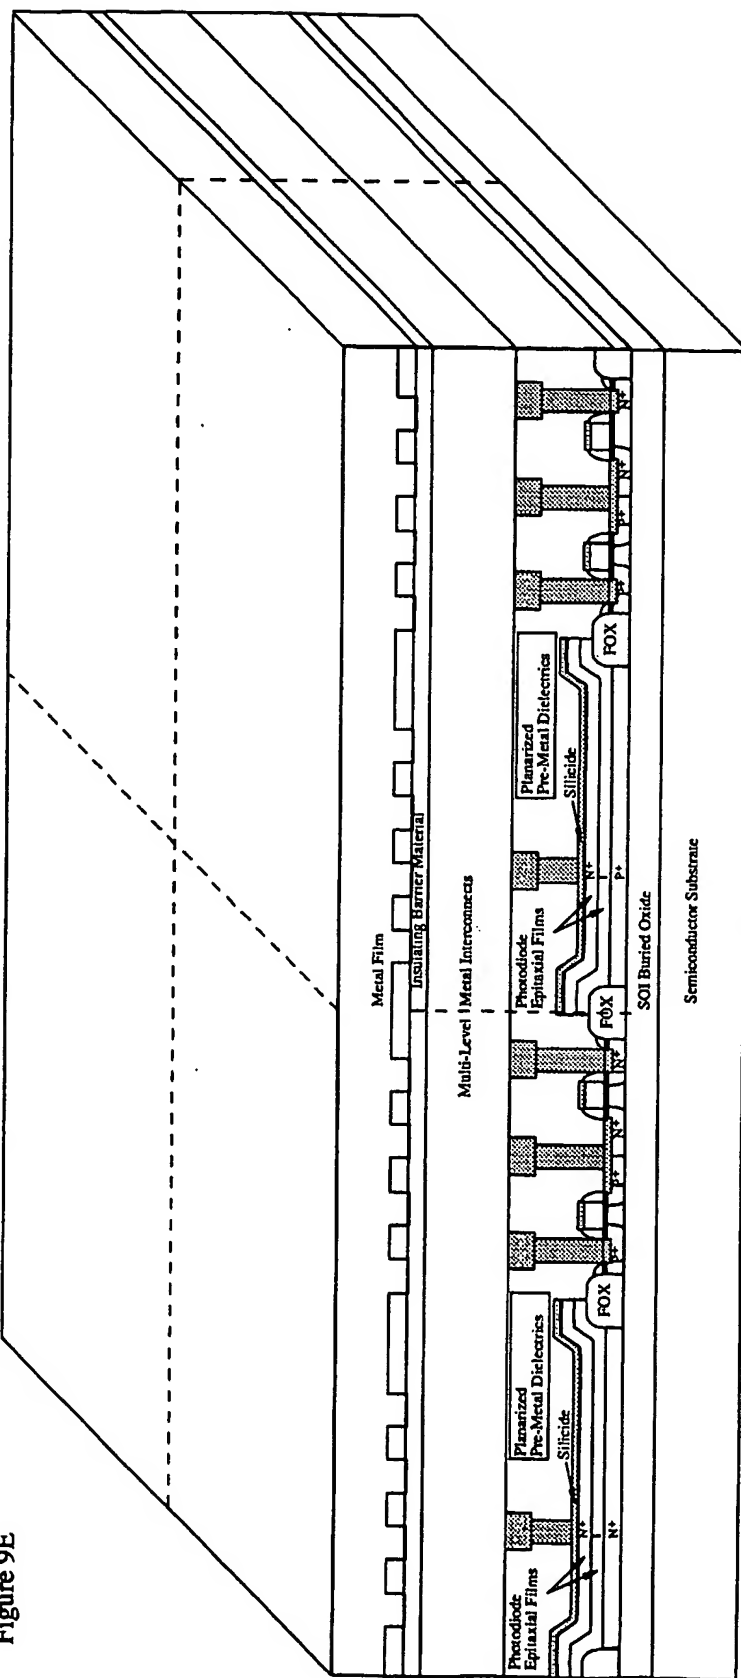 Figure 9E
Metal Film
Insulating Barrier Material
Multi-Level Metal Interconnects
Photodiode
Epitaxial Films
Planarized
Pre-Metal Dielectrics
Silicide
N+
N+
FOX
P+
P+
N+
N+
FOX
Photodiode
Epitaxial Films
Planarized
Pre-Metal Dielectrics
Silicide
N+
P+
FOX
P+
P+
N+
N+
SOI Buried Oxide
Semiconductor Substrate